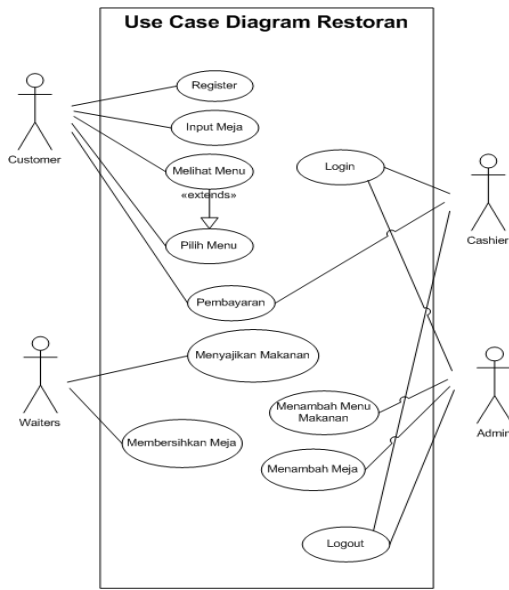 Use Case Diagram Restoran
Register
Customer
Input Meja
Melihat Menu
«extends»
Login
Pilih Menu
Cashier
Pembayaran
Menyajikan Makanan
Waiters
Menambah Menu
Makanan
Admin
Membersihkan Meja
Menambah Meja
Logout